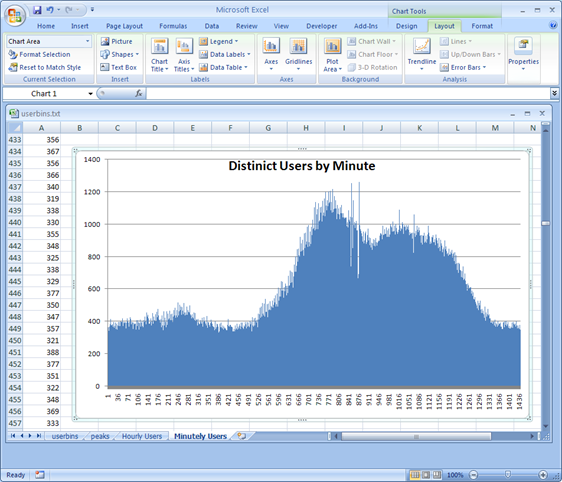 Microsoft Excel
Chart Tools
Home Insert Page Layout Formulas Data Review View Developer Add-Ins Design Layout Format
Chart Area
Format Selection
Reset to Match Style
Current Selection
Picture
Shapes
Text Box
Insert
Chart Title
Axis Titles
Legend
Data Labels
Data Table
Labels
Axes
Gridlines
Axes
Plot Area
Chart Wall
Chart Floor
3-D Rotation
Background
Trendline
Lines
Up/Down Bars
Error Bars
Analysis
Properties
Chart 1
fx
userbins.txt
A B C D E F G H I J K L M N
433 356
434 367
435 356
436 366
437 340
438 319
439 338
440 330
441 355
442 348
443 325
444 338
445 329
446 377
447 350
448 347
449 357
450 321
451 388
452 377
453 351
454 322
455 348
456 369
457 333
Distinict Users by Minute
1400
1200
1000
800
600
400
200
0
1 36 71 106 141 176 211 246 281 316 351 386 421 456 491 526 561 596 631 666 701 736 771 806 841 876 911 946 981 1016 1051 1086 1121 1156 1191 1226 1261 1296 1331 1366 1401 1436
userbins peaks Hourly Users Minutely Users
Ready
100%